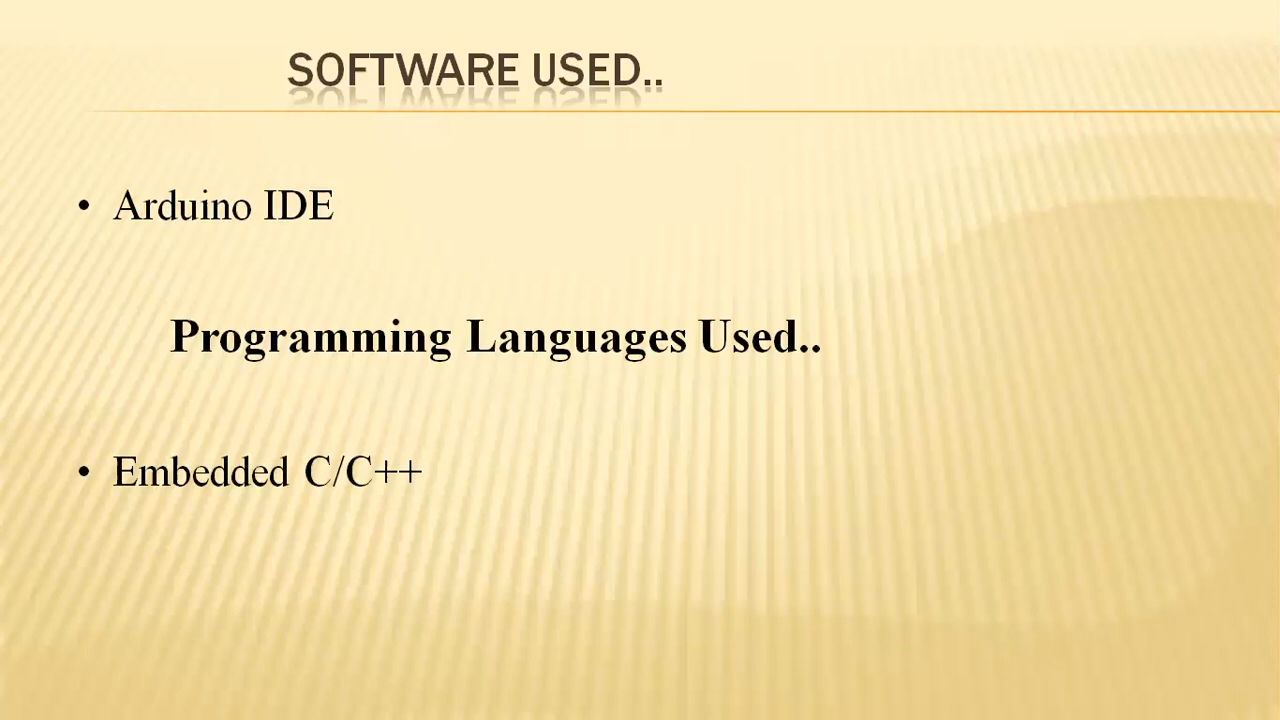 SOFTWARE USED..
• Arduino IDE
Programming Languages Used..
• Embedded C/C++